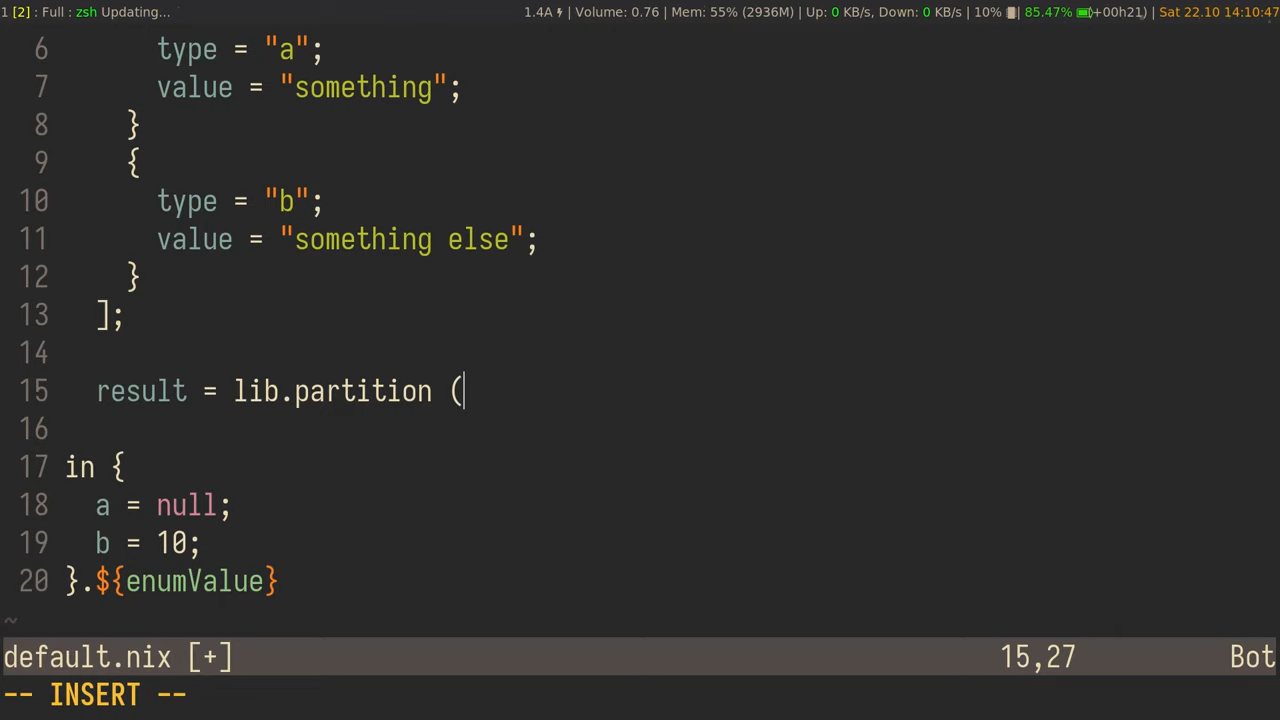 1 [2] : Full : zsh Updating... 1.4A | Volume: 0.76 | Mem: 55% (2936M) | Up: 0 KB/s, Down: 0 KB/s | 10% | 85.47% +00h21) | Sat 22.10 14:10:47
6 type = "a";
7 value = "something";
8 }
9 {
10 type = "b";
11 value = "something else";
12 }
13 ];
14
15 result = lib.partition (
16
17 in {
18 a = null;
19 b = 10;
20 }.${enumValue}
~
default.nix [+] 15,27 Bot
-- INSERT --